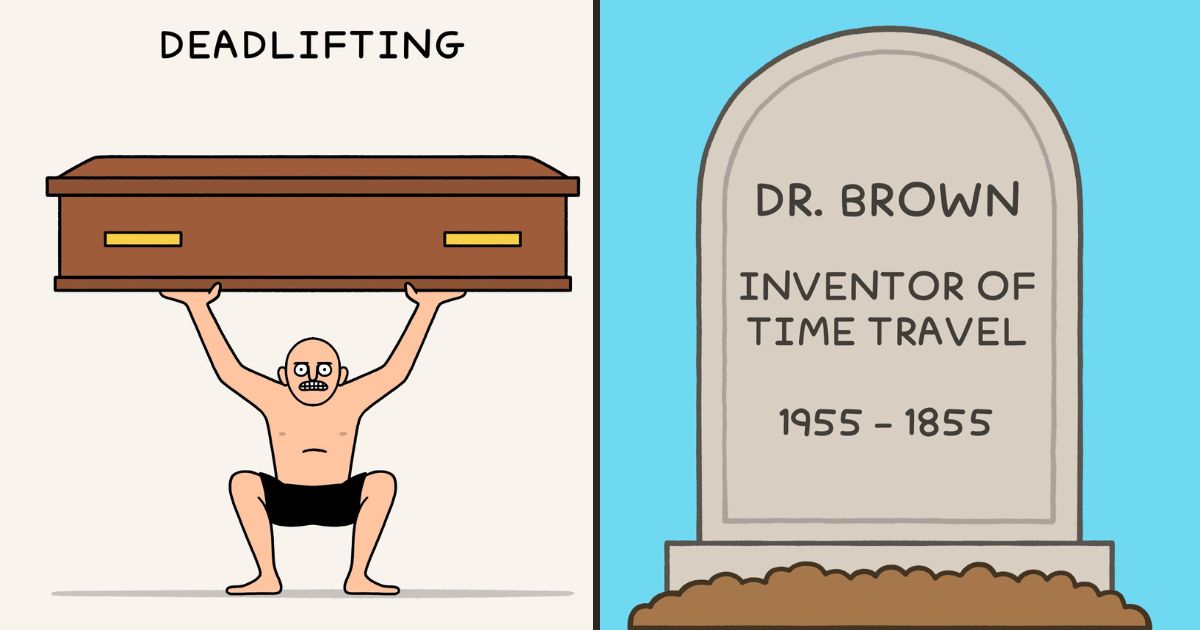 DEADLIFTING
DR. BROWN
INVENTOR OF
TIME TRAVEL
1955 – 1855